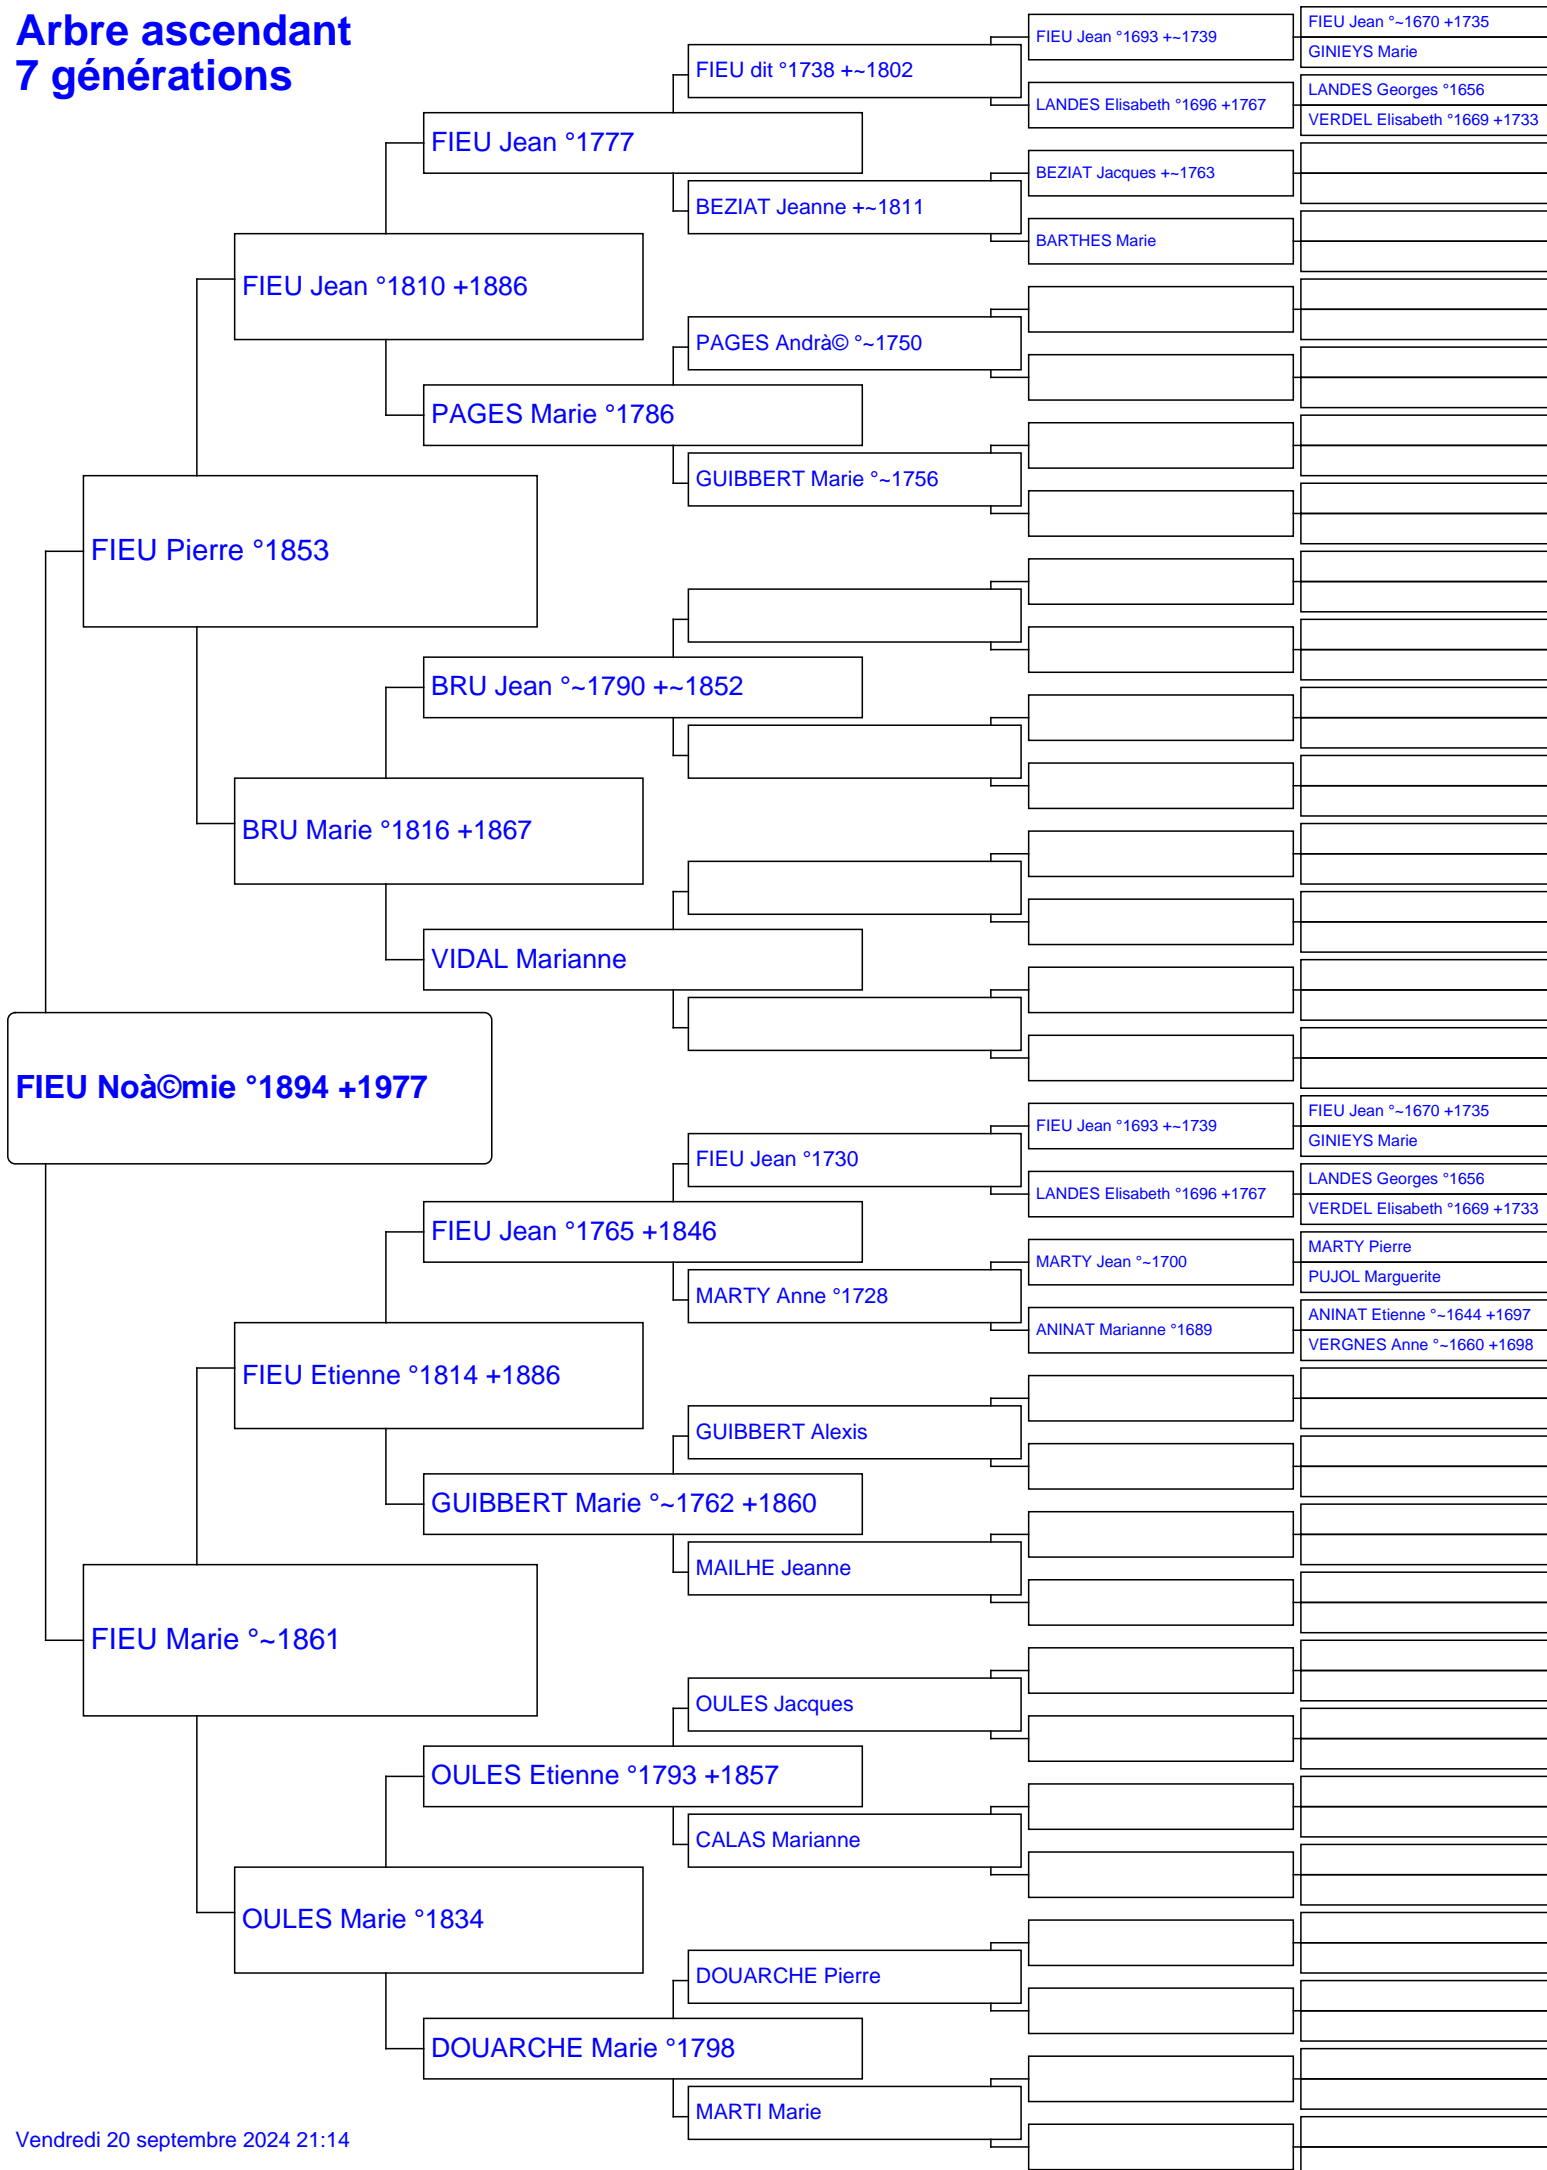 Arbre ascendant
7 générations
FIEU Jean °~1670 +1735
FIEU Jean °1693 +~1739
GINIEYS Marie
FIEU dit °1738 +~1802
LANDES Georges °1656
LANDES Elisabeth °1696 +1767
VERDEL Elisabeth °1669 +1733
FIEU Jean °1777
BEZIAT Jacques +~1763
BEZIAT Jeanne +~1811
BARTHES Marie
FIEU Jean °1810 +1886
PAGES Andrà© °~1750
PAGES Marie °1786
GUIBBERT Marie °~1756
FIEU Pierre °1853
BRU Jean °~1790 +~1852
BRU Marie °1816 +1867
VIDAL Marianne
FIEU Noà©mie °1894 +1977
FIEU Jean °~1670 +1735
FIEU Jean °1693 +~1739
GINIEYS Marie
FIEU Jean °1730
LANDES Georges °1656
LANDES Elisabeth °1696 +1767
VERDEL Elisabeth °1669 +1733
FIEU Jean °1765 +1846
MARTY Pierre
MARTY Jean °~1700
PUJOL Marguerite
MARTY Anne °1728
ANINAT Etienne °~1644 +1697
ANINAT Marianne °1689
VERGNES Anne °~1660 +1698
FIEU Etienne °1814 +1886
GUIBBERT Alexis
GUIBBERT Marie °~1762 +1860
MAILHE Jeanne
FIEU Marie °~1861
OULES Jacques
OULES Etienne °1793 +1857
CALAS Marianne
OULES Marie °1834
DOUARCHE Pierre
DOUARCHE Marie °1798
MARTI Marie
Vendredi 20 septembre 2024 21:14